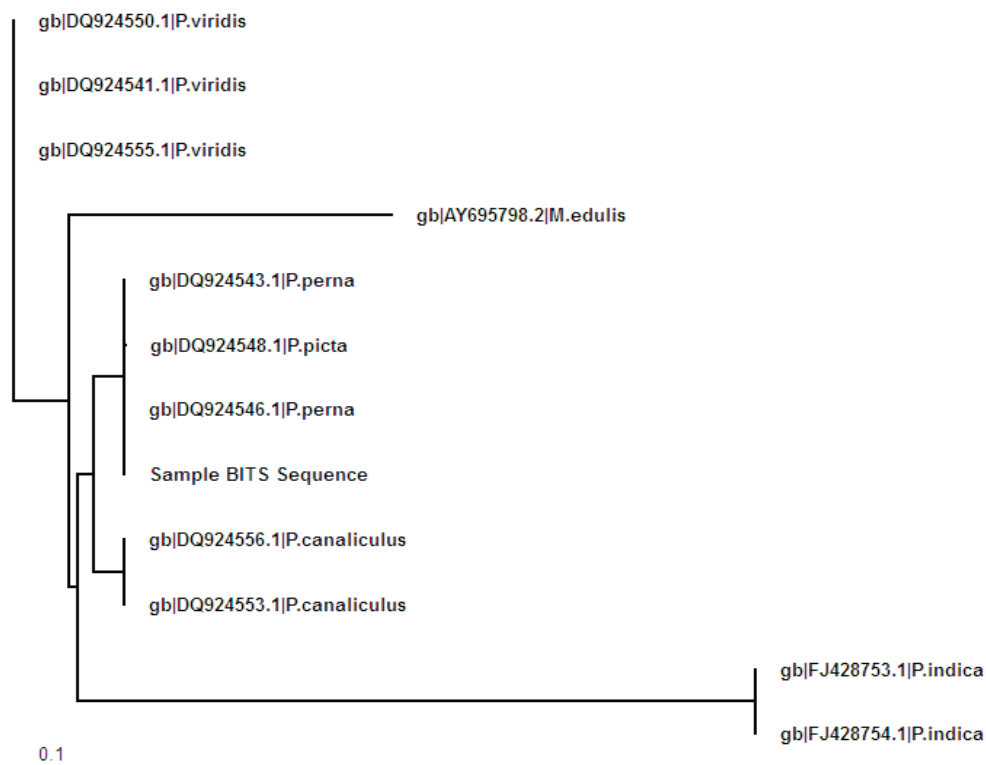 gb|DQ924550.1|P.viridis
gb|DQ924541.1|P.viridis
gb|DQ924555.1|P.viridis
gb|AY695798.2|M.edulis
gb|DQ924543.1|P.perna
gb|DQ924548.1|P.picta
gb|DQ924546.1|P.perna
Sample BITS Sequence
gb|DQ924556.1|P.canaliculus
gb|DQ924553.1|P.canaliculus
gb|FJ428753.1|P.indica
gb|FJ428754.1|P.indica
0.1